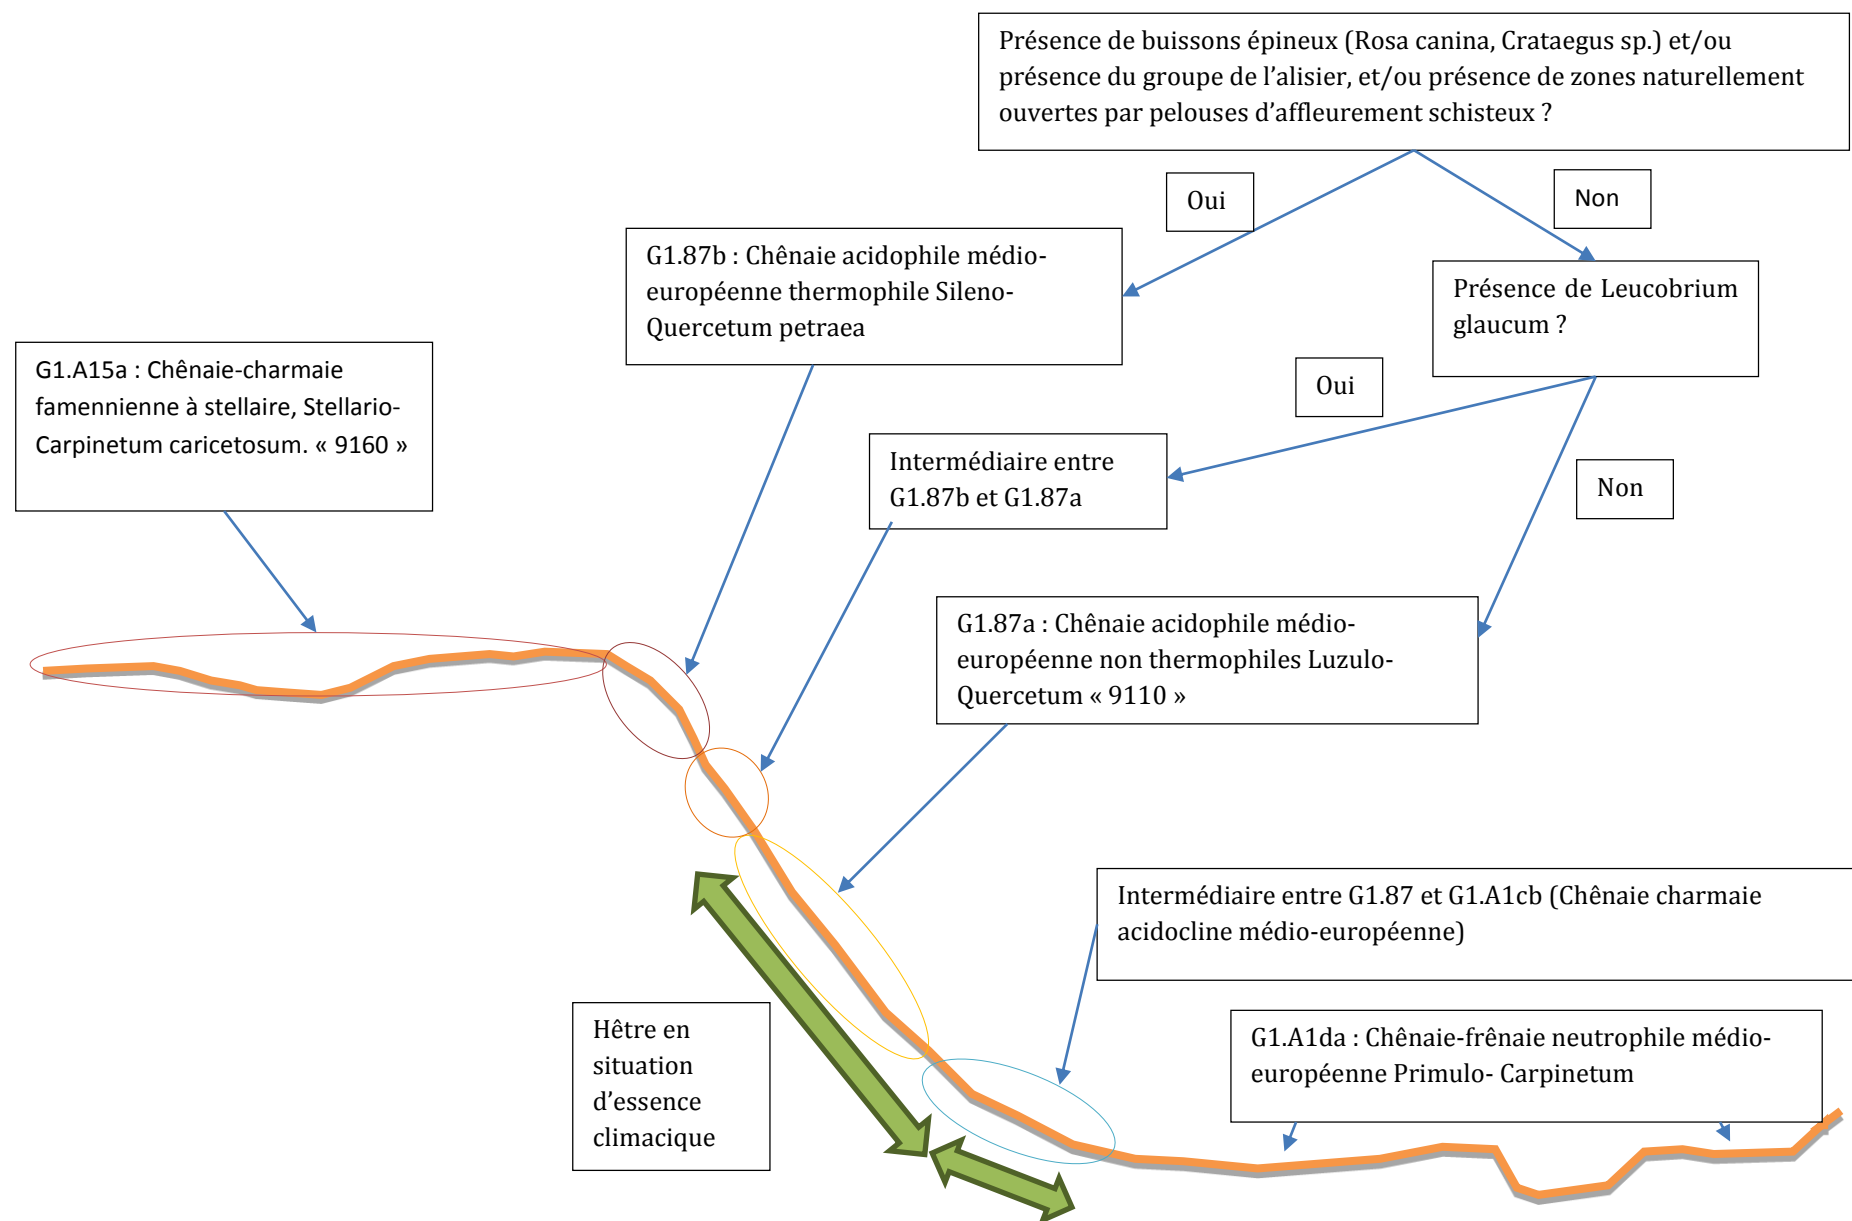 Présence de buissons épineux (Rosa canina, Crataegus sp.) et/ou
présence du groupe de l’alisier, et/ou présence de zones naturellement
ouvertes par pelouses d’affleurement schisteux ?
Oui
Non
G1.87b : Chênaie acidophile médio-
européenne thermophile Sileno-
Quercetum petraea
Présence de Leucobrium
glaucum ?
G1.A15a : Chênaie-charmaie
famennienne à stellaire, Stellario-
Carpinetum caricetosum. « 9160 »
Oui
Intermédiaire entre
G1.87b et G1.87a
Non
G1.87a : Chênaie acidophile médio-
européenne non thermophiles Luzulo-
Quercetum « 9110 »
Intermédiaire entre G1.87 et G1.A1cb (Chênaie charmaie
acidocline médio-européenne)
Hêtre en
situation
d’essence
climacique
G1.A1da : Chênaie-frênaie neutrophile médio-
européenne Primulo- Carpinetum